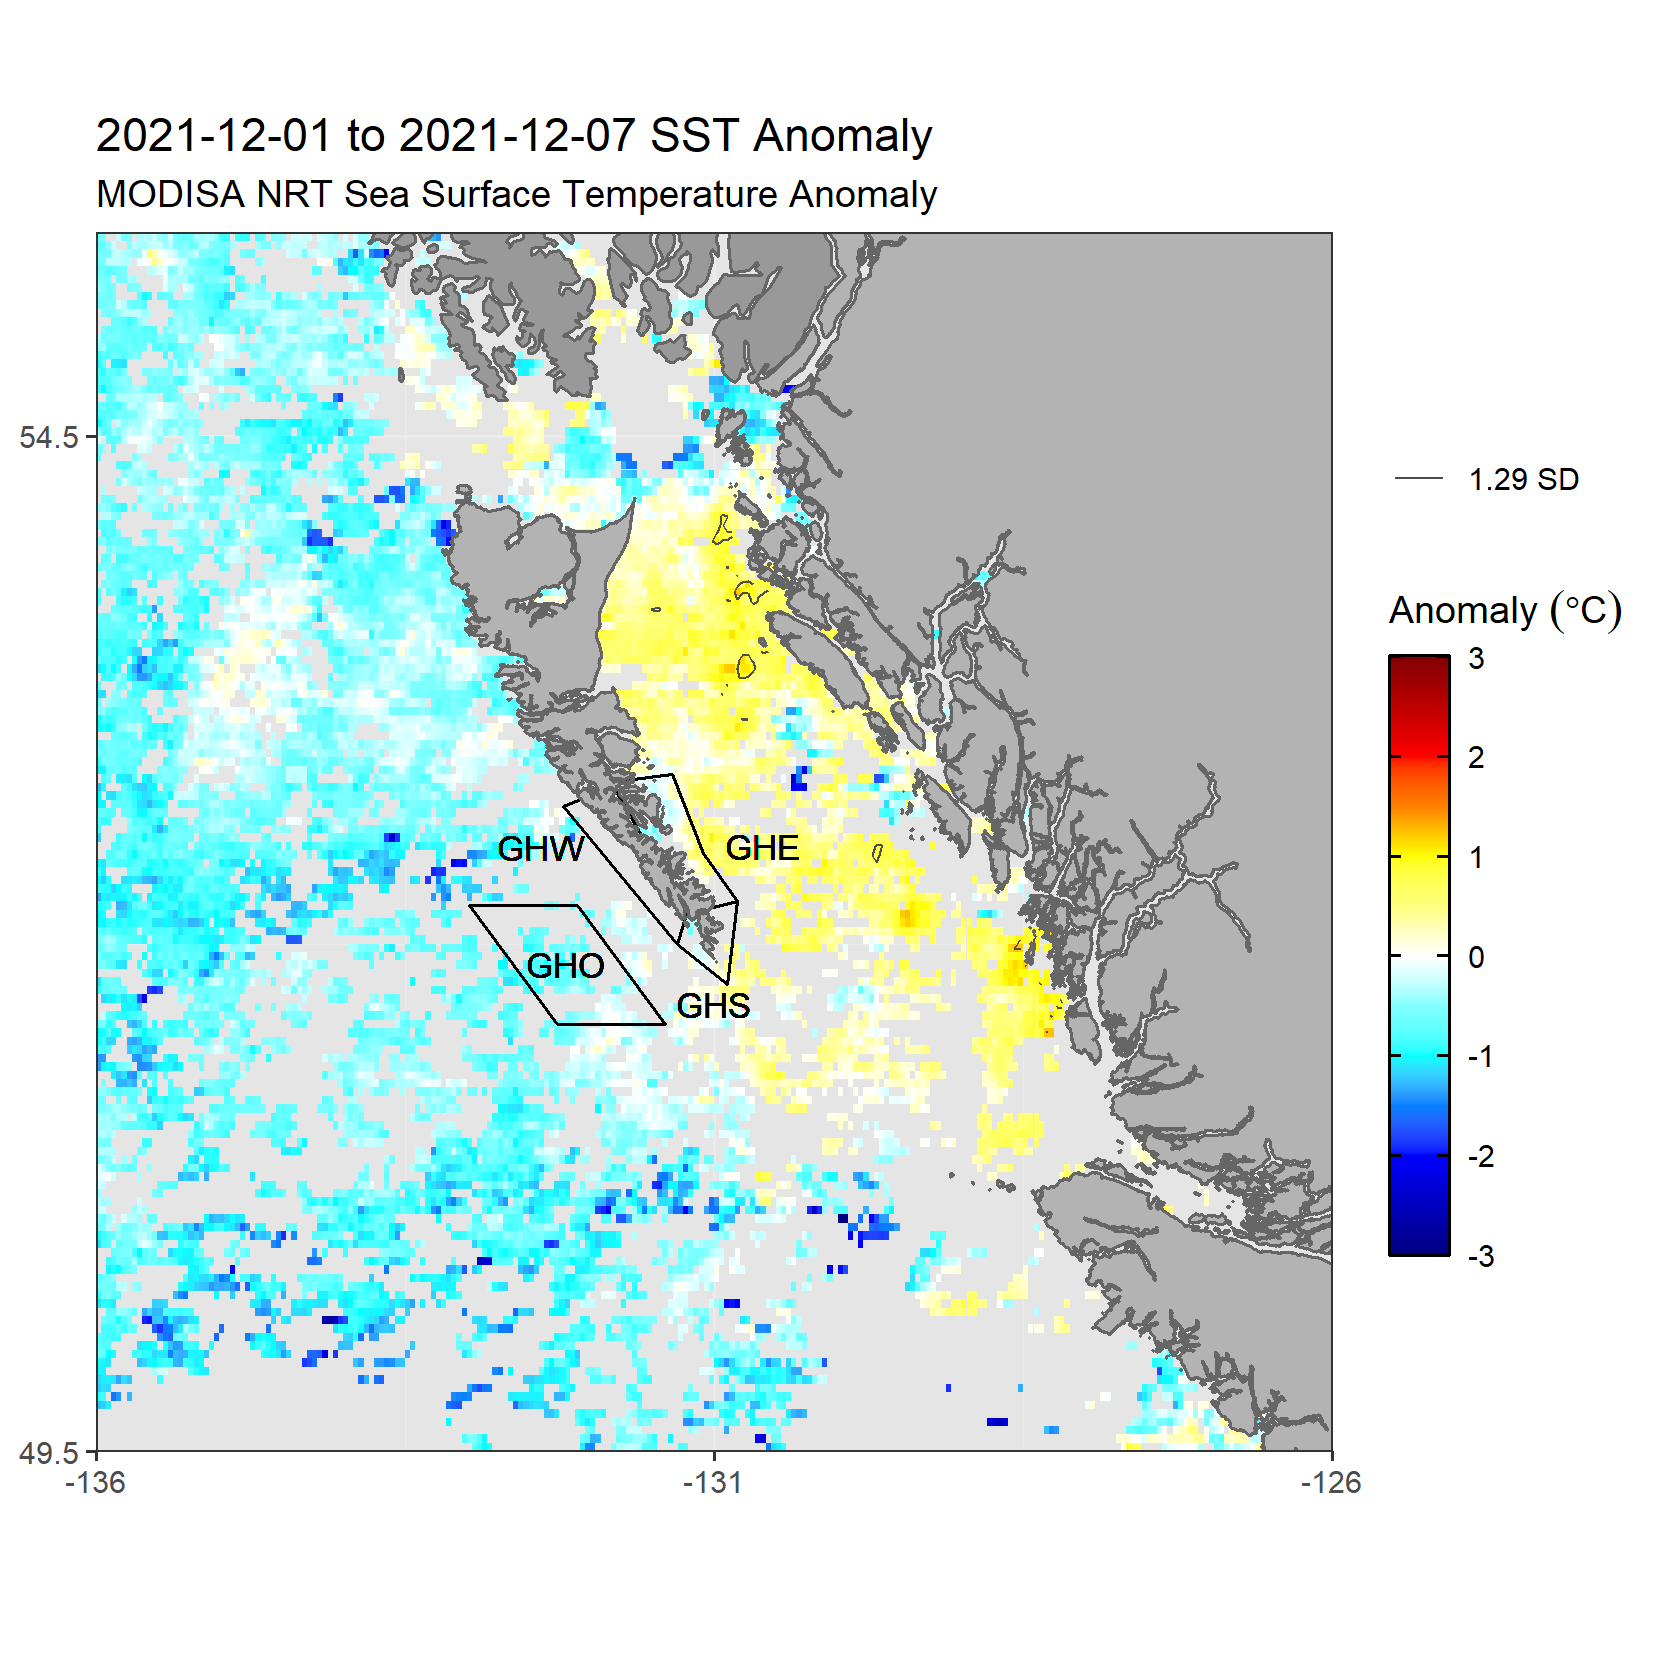 2021-12-01 to 2021-12-07 SST Anomaly
MODISA NRT Sea Surface Temperature Anomaly
54.5
49.5
-136
-131
-126
GHW
GHE
GHO
GHS
1.29 SD
Anomaly (°C)
3
2
1
0
-1
-2
-3